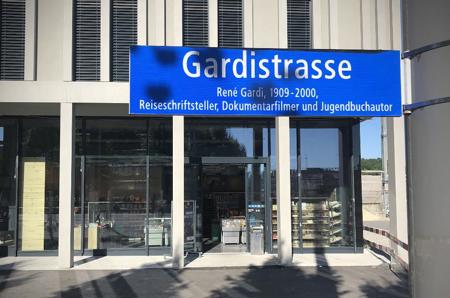 Gardistrasse
René Gardi, 1909-2000,
Reiseschriftsteller, Dokumentarfilmer und Jugendbuchautor